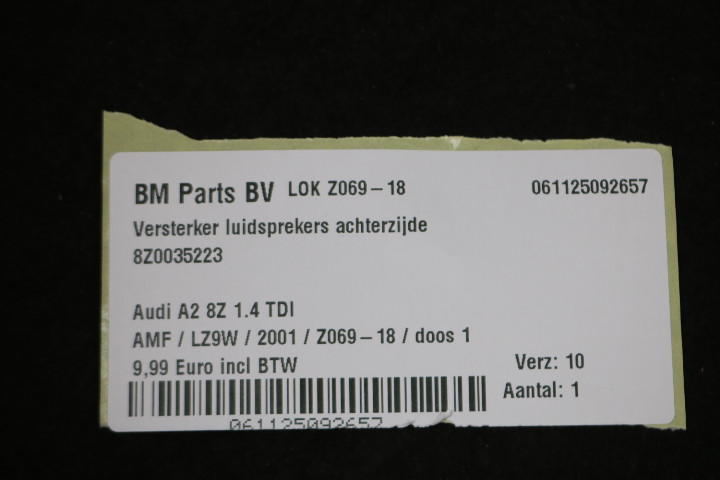 BM Parts BV LOK Z069-18 061125092657
Versterker luidsprekers achterzijde
8Z0035223
Audi A2 8Z 1.4 TDI
AMF / LZ9W / 2001 / Z069-18 / doos 1
9,99 Euro incl BTW Verz: 10
Aantal: 1
061125092657